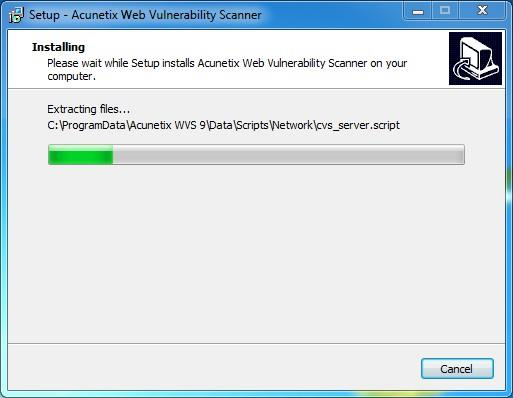 Setup - Acunetix Web Vulnerability Scanner
Installing
Please wait while Setup installs Acunetix Web Vulnerability Scanner on your
computer.
Extracting files...
C:\ProgramData\Acunetix WVS 9\Data\Scripts\Network\cvs_server.script
Cancel